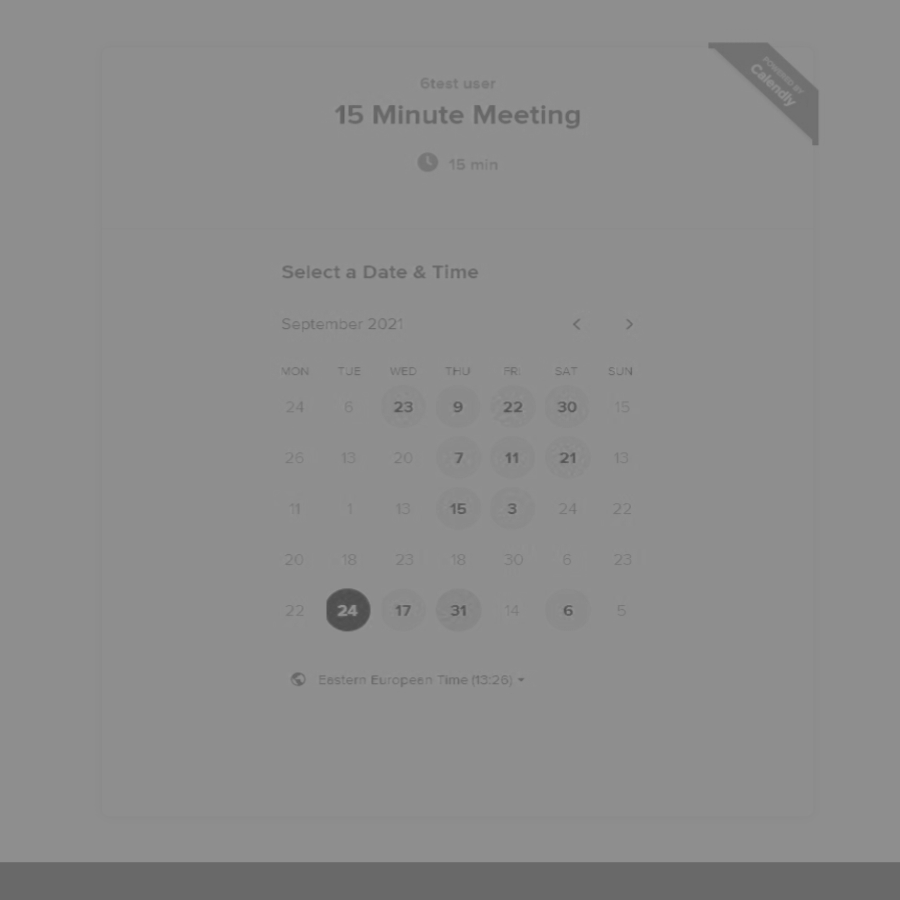 POWERED BY
Calendly
6test user
15 Minute Meeting
15 min
Select a Date & Time
September 2021
MON TUE WED THU FRI SAT SUN
24 6 23 9 22 30 15
26 13 20 7 11 21 13
11 1 13 15 3 24 22
20 18 23 18 30 6 23
22 24 17 31 14 6 5
Eastern European Time (13:26)